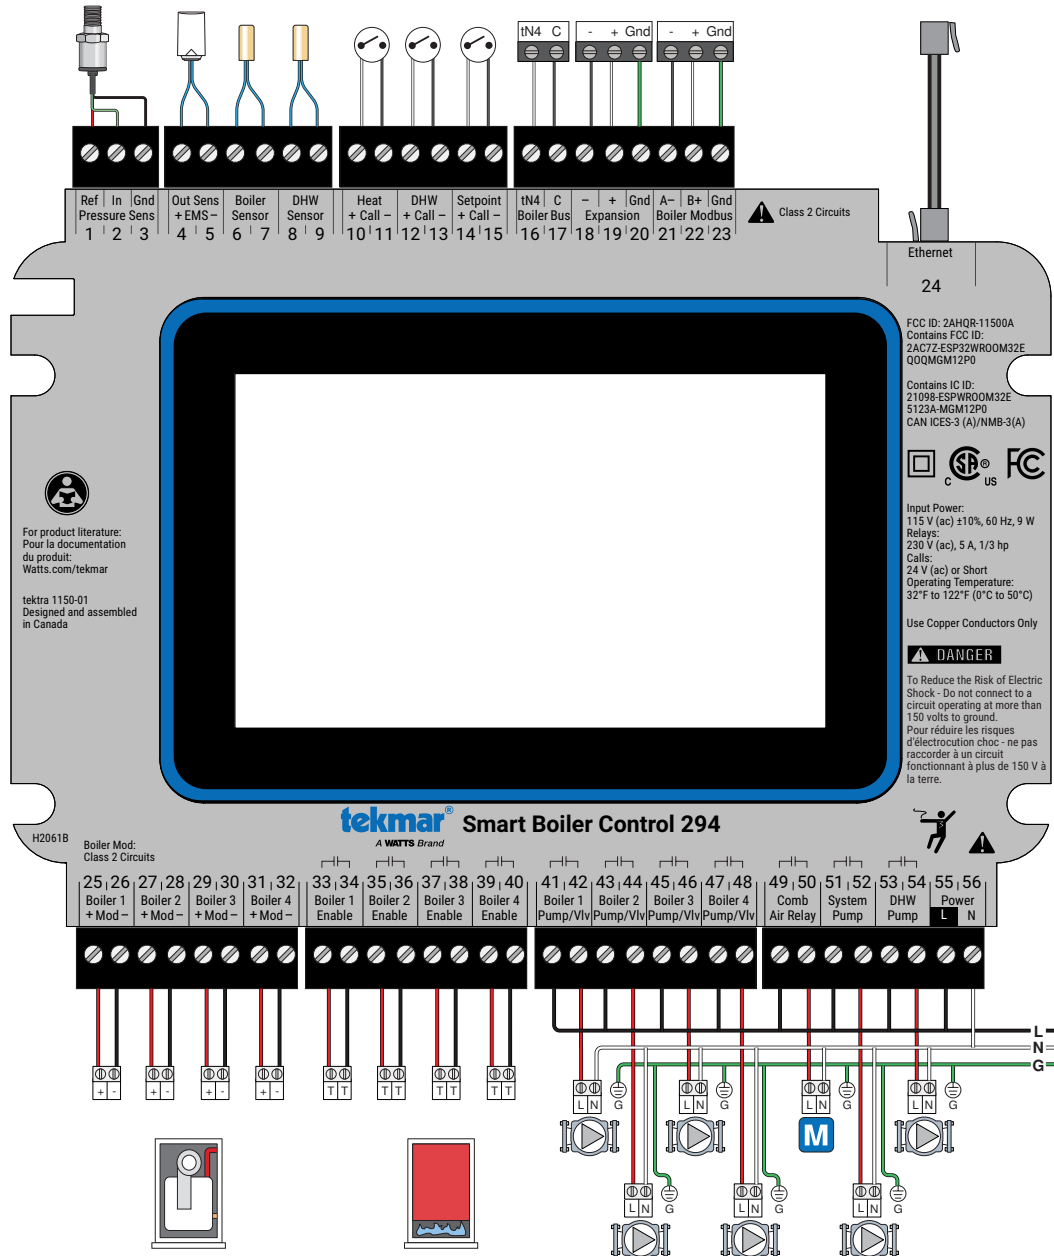 tN4 C - + Gnd - + Gnd
Ref In Gnd Out Sens Boiler DHW Heat DHW Setpoint tN4 C – + Gnd A– B+ Gnd
Pressure Sens + EMS – Sensor Sensor + Call – + Call – + Call – Boiler Bus Expansion Boiler Modbus
1 2 3 4 5 6 7 8 9 10 11 12 13 14 15 16 17 18 19 20 21 22 23
Class 2 Circuits
Ethernet
24
FCC ID: 2AHQR-11500A
Contains FCC ID:
2AC7Z-ESP32WROOM32E
QOQMGM12P0
Contains IC ID:
21098-ESPWROOM32E
5123A-MGM12P0
CAN ICES-3 (A)/NMB-3(A)
C SA ® US FC
Input Power:
115 V (ac) ±10%, 60 Hz, 9 W
Relays:
230 V (ac), 5 A, 1/3 hp
Calls:
24 V (ac) or Short
Operating Temperature:
32°F to 122°F (0°C to 50°C)
Use Copper Conductors Only
DANGER
To Reduce the Risk of Electric
Shock - Do not connect to a
circuit operating at more than
150 volts to ground.
Pour réduire les risques
d'électrocution choc - ne pas
raccorder à un circuit
fonctionnant à plus de 150 V à
la terre.
For product literature:
Pour la documentation
du produit:
Watts.com/tekmar
tektra 1150-01
Designed and assembled
in Canada
H2061B
tekmar® Smart Boiler Control 294
A WATTS Brand
Boiler Mod:
Class 2 Circuits
25 26 27 28 29 30 31 32 33 34 35 36 37 38 39 40 41 42 43 44 45 46 47 48 49 50 51 52 53 54 55 56
Boiler 1 Boiler 2 Boiler 3 Boiler 4 Boiler 1 Boiler 2 Boiler 3 Boiler 4 Boiler 1 Boiler 2 Boiler 3 Boiler 4 Comb System DHW Power
+ Mod – + Mod – + Mod – + Mod – Enable Enable Enable Enable Pump/Vlv Pump/Vlv Pump/Vlv Pump/Vlv Air Relay Pump Pump L N
L
N
G
+ - + - + - + - T T T T T T T T L N G L N G L N G L N G
M
L N G L N G L N G